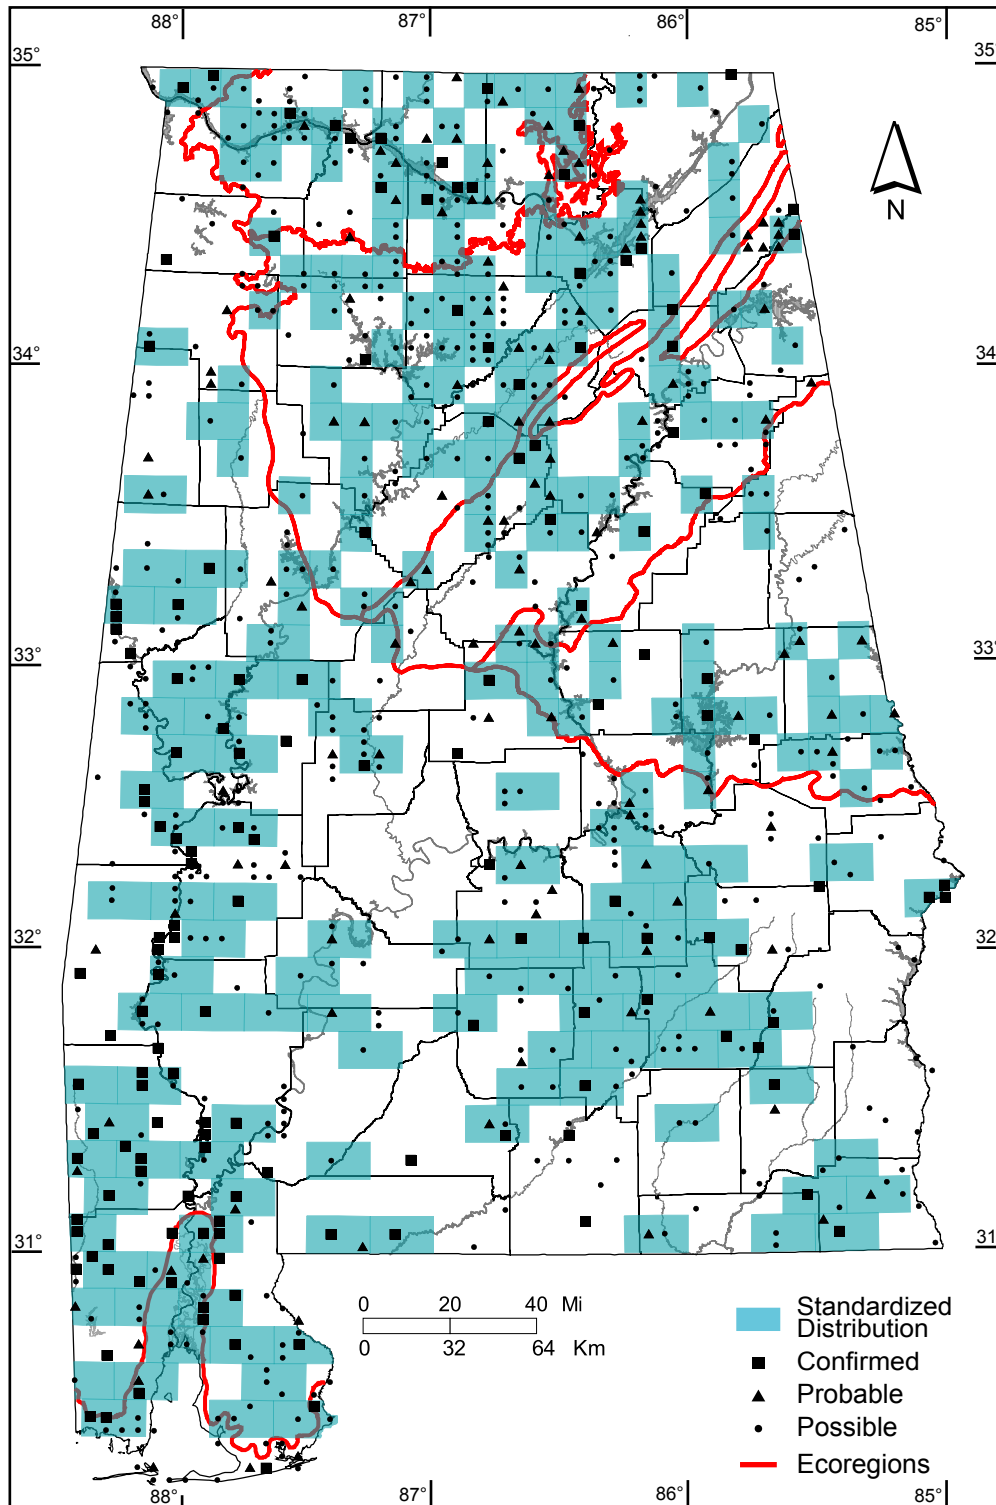 88° 87° 86° 85°
35° 35°
N
34° 34
33° 33°
32° 32
31° 31
0 20 40 Mi
0 32 64 Km
Standardized
Distribution
Confirmed
Probable
Possible
Ecoregions
88° 87° 86° 85°